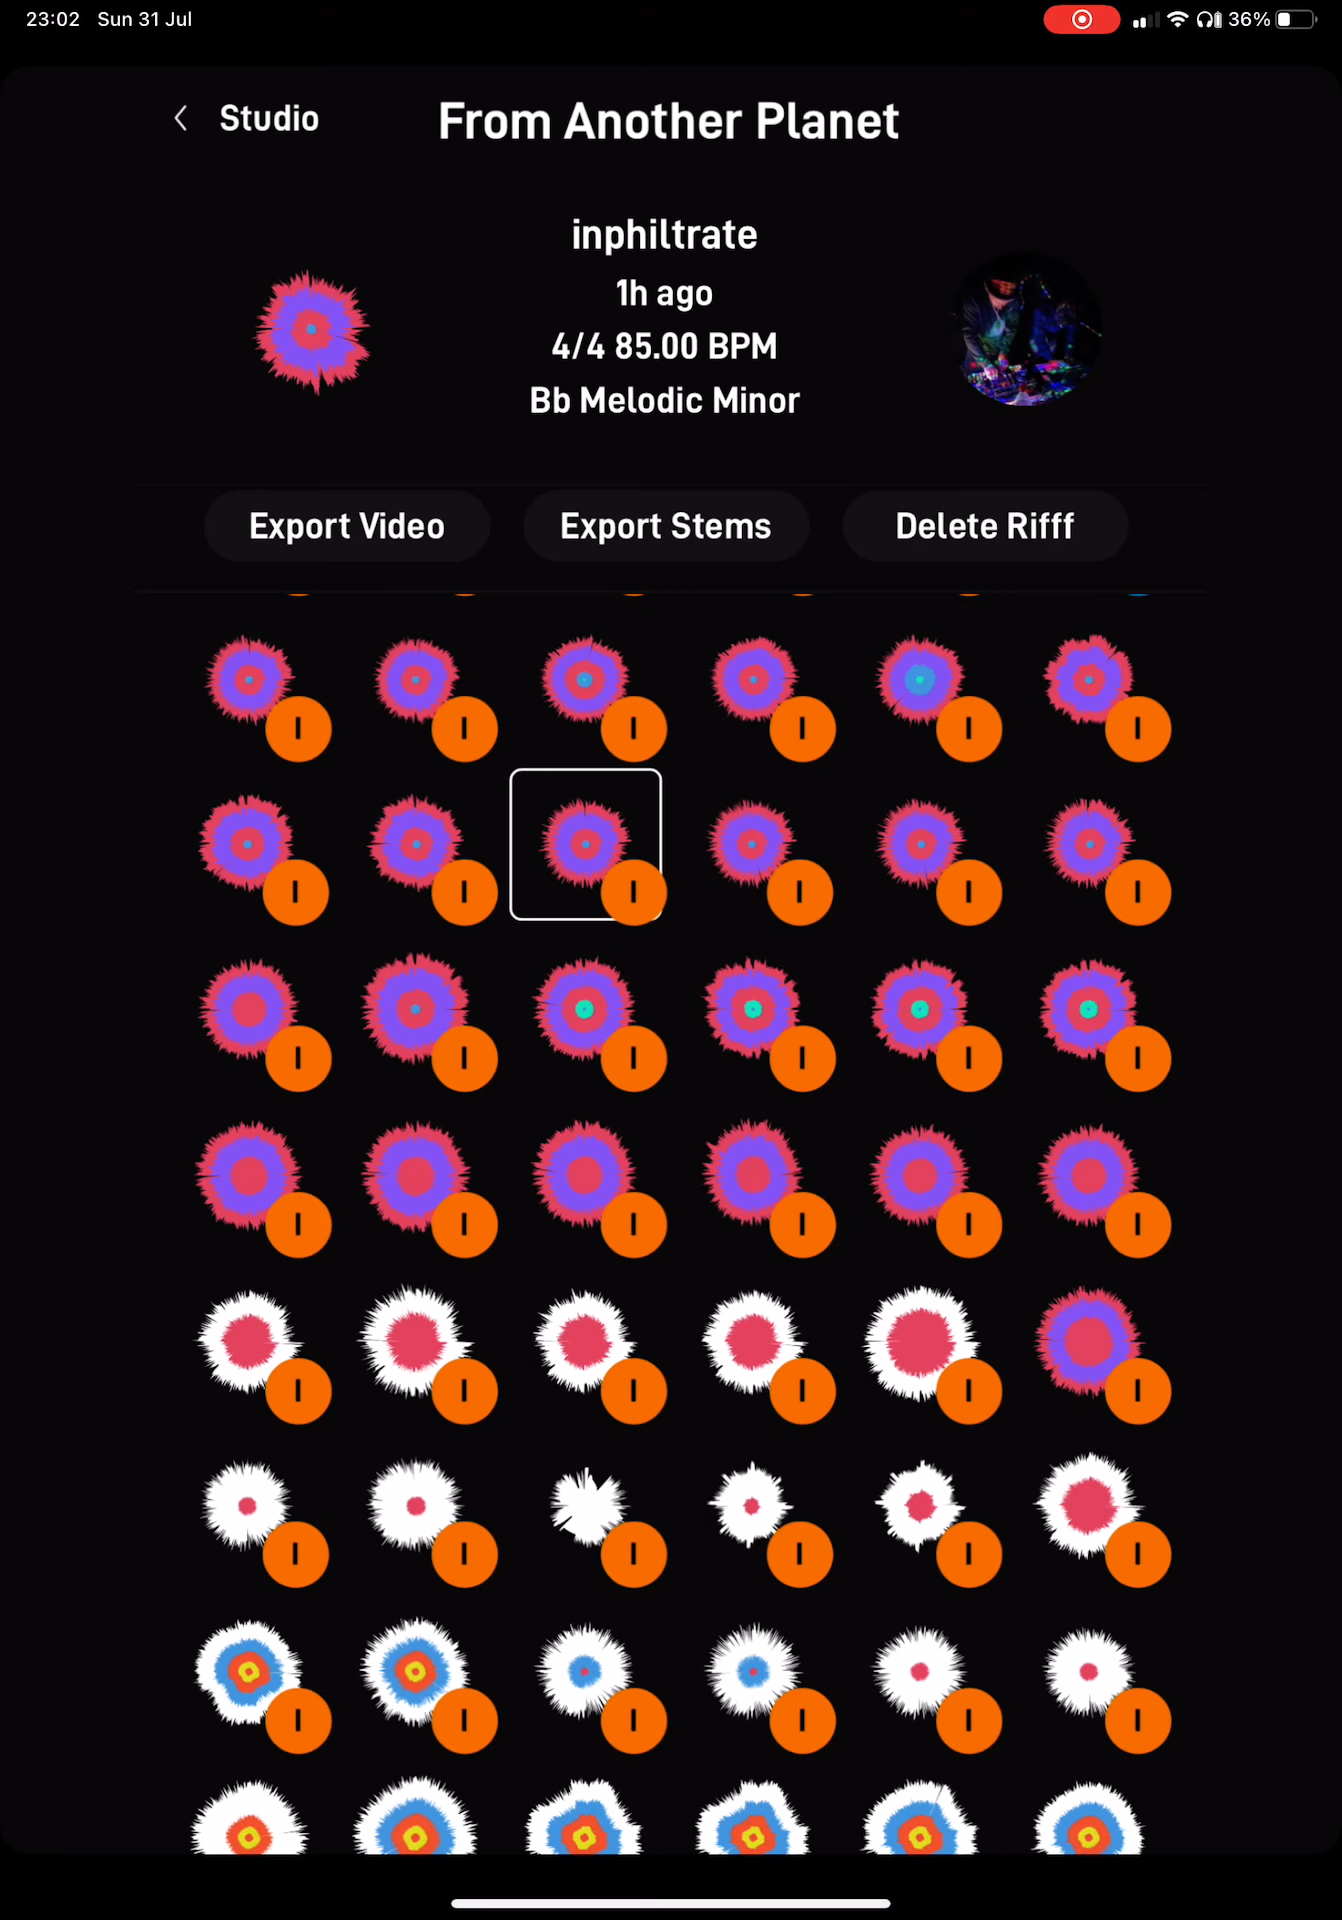 23:02 Sun 31 Jul
36%
Studio
From Another Planet
inphiltrate
1h ago
4/4 85.00 BPM
Bb Melodic Minor
Export Video Export Stems Delete Rifff
I I I I I I
I I I I I I
I I I I I I
I I I I I I
I I I I I I
I I I I I I
I I I I I I